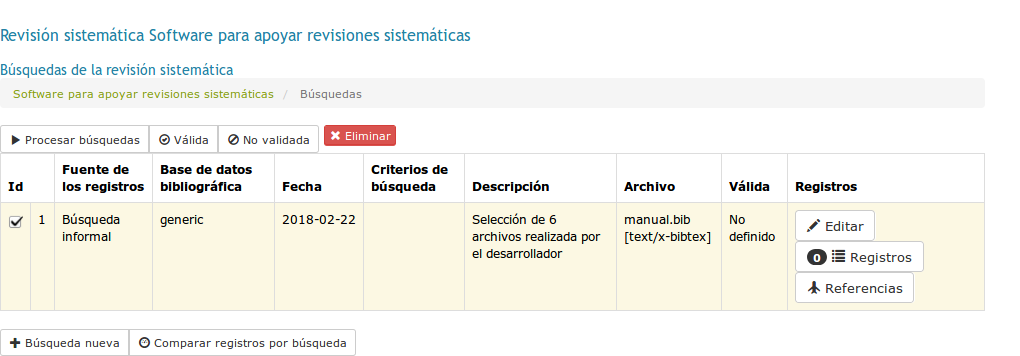 Revisión sistemática Software para apoyar revisiones sistemáticas
Búsquedas de la revisión sistemática
Software para apoyar revisiones sistemáticas / Búsquedas
Procesar búsquedas Válida No validada Eliminar
Id Fuente de los registros Base de datos bibliográfica Fecha Criterios de búsqueda Descripción Archivo Válida Registros
1 Búsqueda informal generic 2018-02-22 Selección de 6 archivos realizada por el desarrollador manual.bib [text/x-bibtex] No definido
Editar
0 Registros
Referencias
Búsqueda nueva Comparar registros por búsqueda